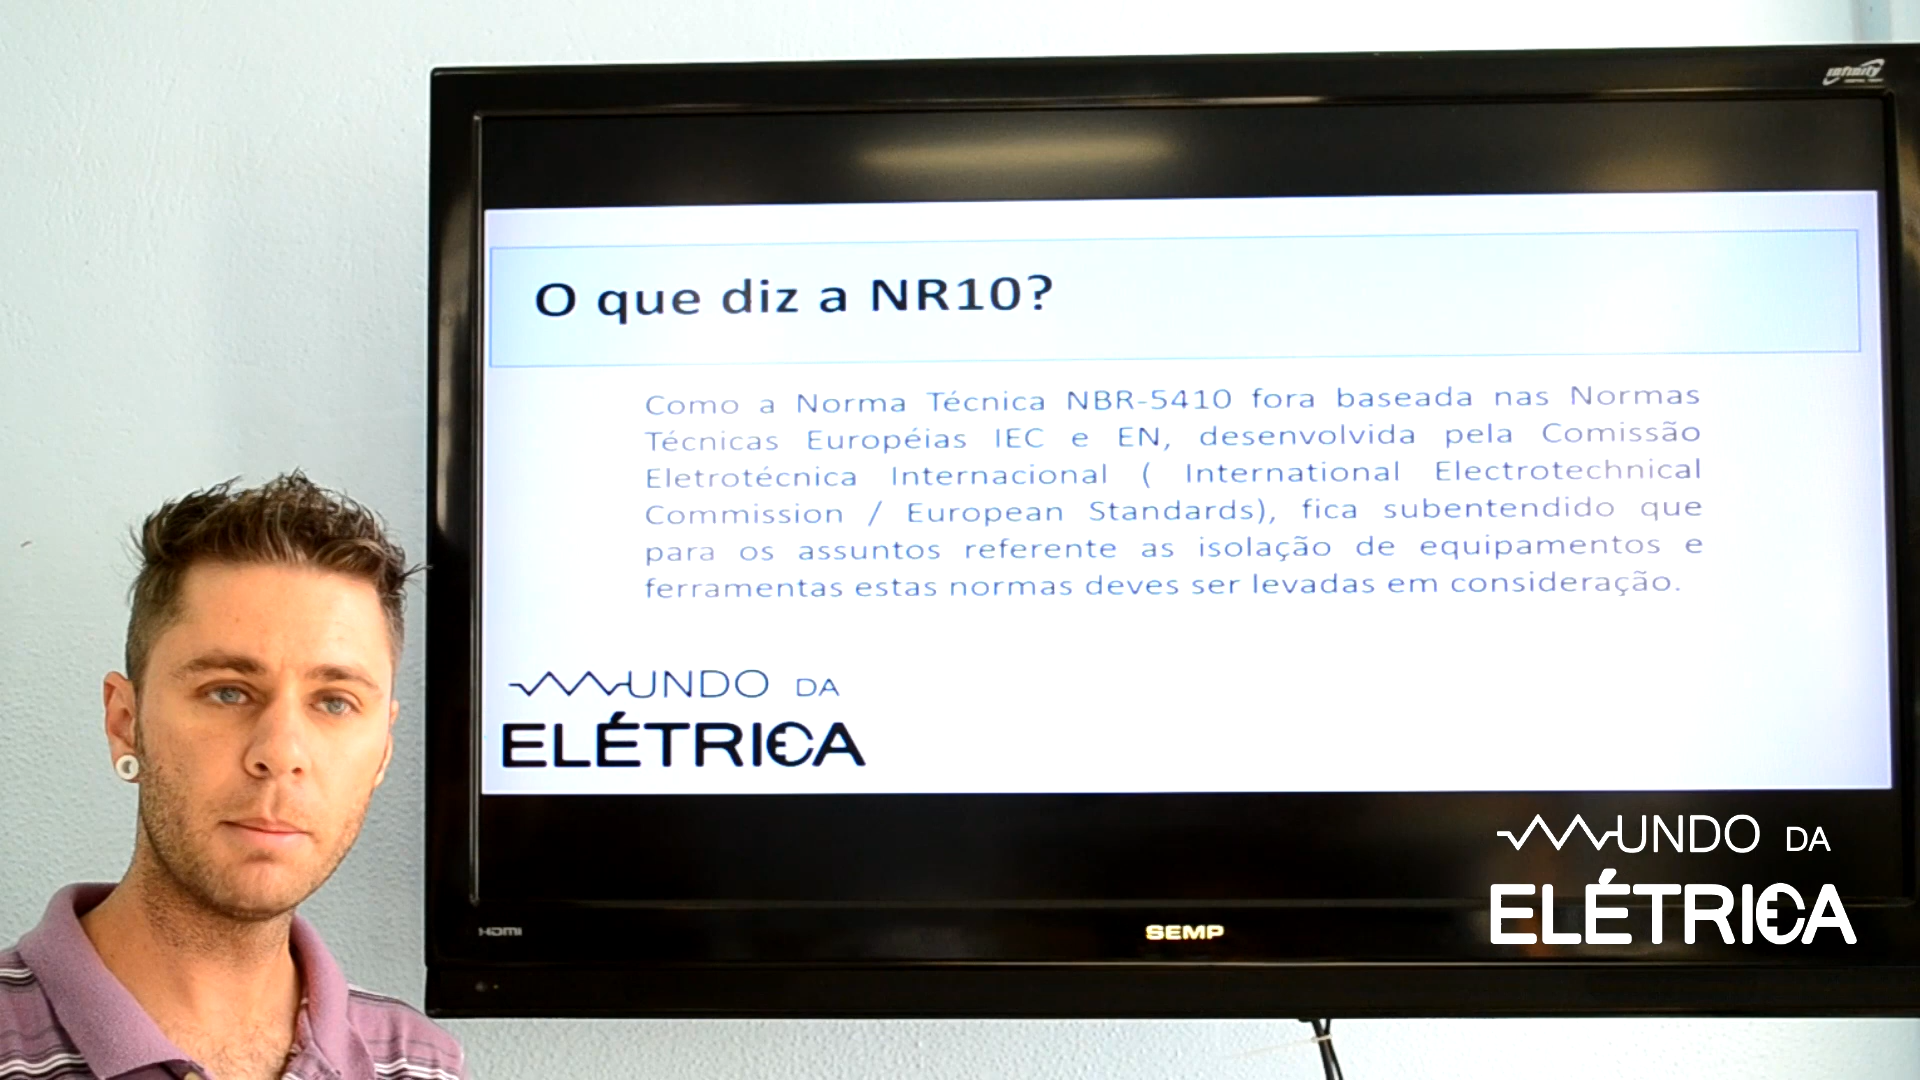 infinity
O que diz a NR10?
Como a Norma Técnica NBR-5410 fora baseada nas Normas
Técnicas Européias IEC e EN, desenvolvida pela Comissão
Eletrotécnica Internacional ( International Electrotechnical
Commission / European Standards), fica subentendido que
para os assuntos referente as isolação de equipamentos e
ferramentas estas normas deves ser levadas em consideração.
MUNDO DA
ELÉTRICA
MUNDO DA
ELÉTRICA
HDMI
SEMP